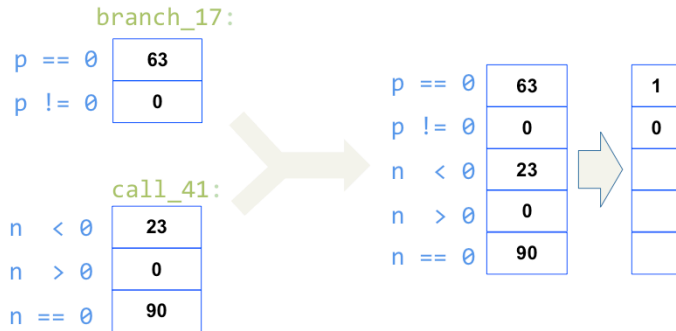 branch_17:
p == 0 63
p != 0 0
call_41:
n < 0 23
n > 0 0
n == 0 90
p == 0 63 1
p != 0 0 0
n < 0 23
n > 0 0
n == 0 90